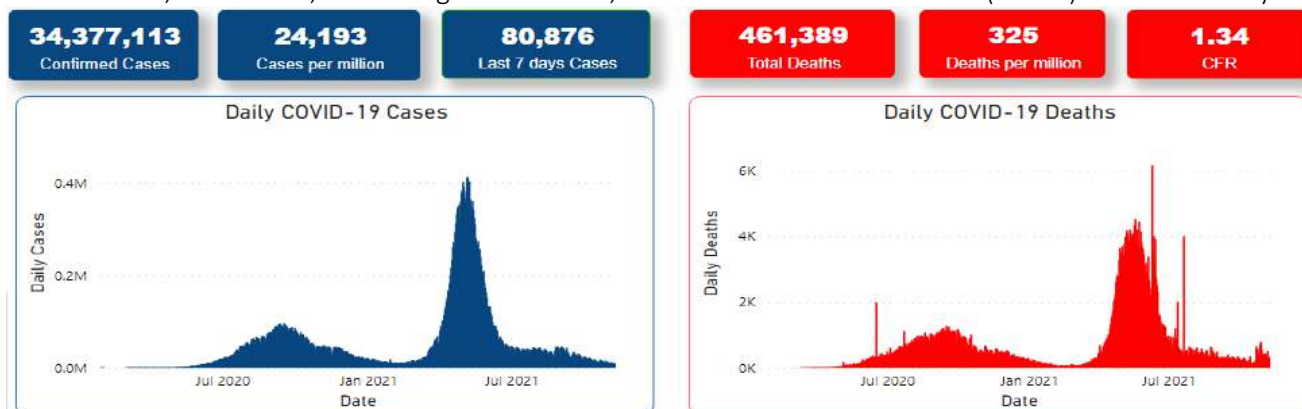 34,377,113
Confirmed Cases
24,193
Cases per million
80,876
Last 7 days Cases
461,389
Total Deaths
325
Deaths per million
1.34
CFR
Daily COVID-19 Cases
0.4M
0.2M
0.0M
Daily Cases
Jul 2020
Jan 2021
Jul 2021
Date
Daily COVID-19 Deaths
6K
4K
2K
0K
Daily Deaths
Jul 2020
Jan 2021
Jul 2021
Date